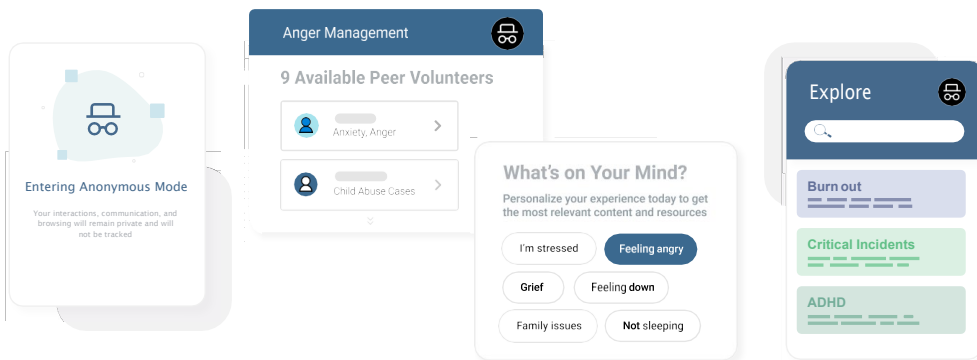 Entering Anonymous Mode
Your interactions, communication, and
browsing will remain private and will
not be tracked
Anger Management
9 Available Peer Volunteers
Anxiety, Anger
Child Abuse Cases
What's on Your Mind?
Personalize your experience today to get
the most relevant content and resources
I'm stressed
Feeling angry
Grief
Feeling down
Family issues
Not sleeping
Explore
Burn out
Critical Incidents
ADHD